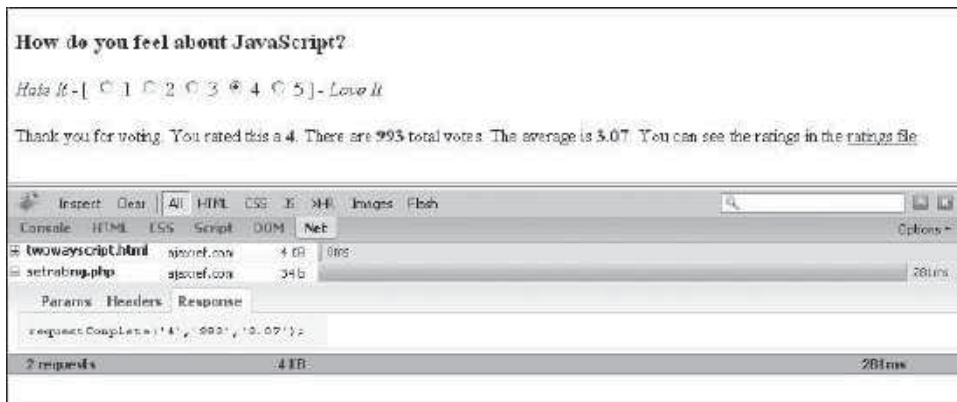 How do you feel about JavaScript?
Hate It - [ 1 2 3 4 5 ] - Love It
Thank you for voting. You rated this a 4. There are 993 total votes. The average is 3.07. You can see the ratings in the ratings file
Inspect Clear All HTML CSS JS XHR Images Flash
Console HTML CSS Script DOM Net Options
twowayscript.html ajaxref.com 4 KB 0ms
setrating.php ajaxref.com 34 b 281ms
Params Headers Response
requestComplete('4','993','3.07');
2 requests 4 KB 281ms